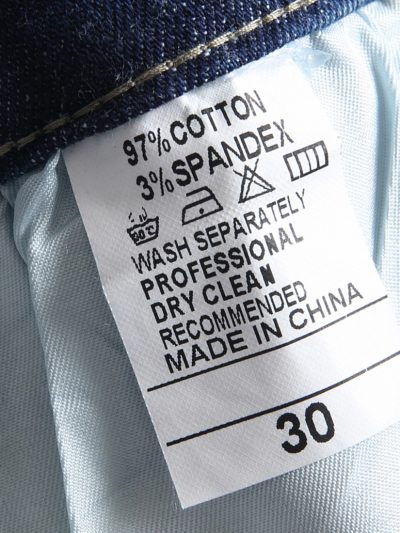 97% COTTON
3% SPANDEX
WASH SEPARATELY
PROFESSIONAL
DRY CLEAN
RECOMMENDED
MADE IN CHINA
30